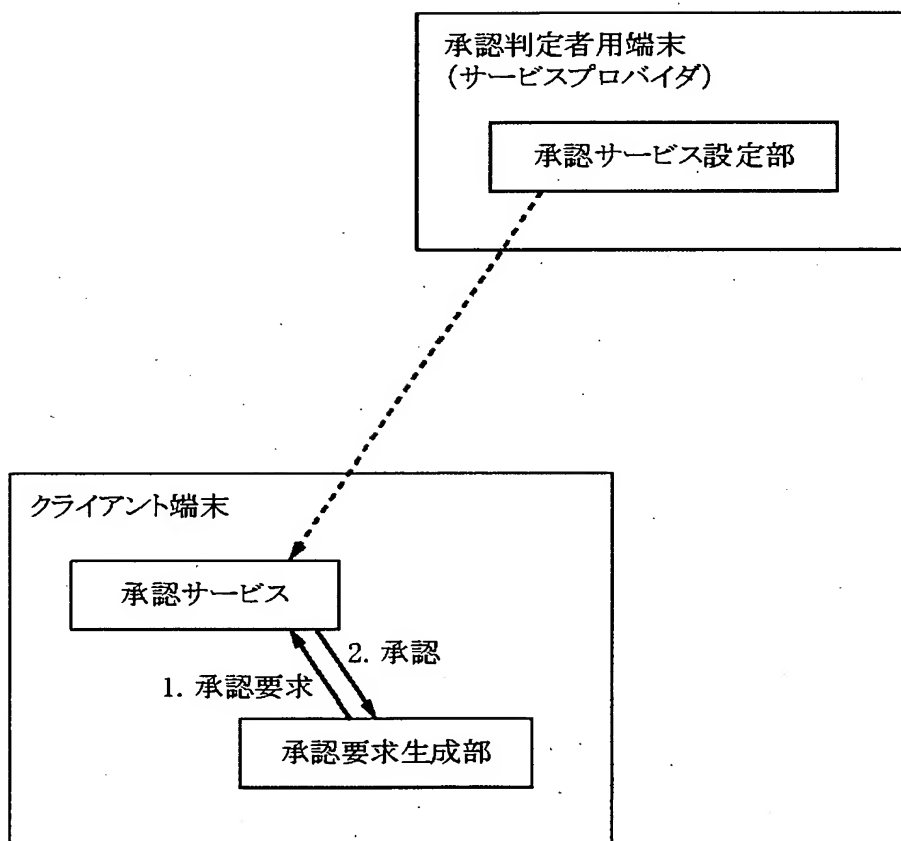 承認判定者用端末
(サービスプロバイダ)
承認サービス設定部
クライアント端末
承認サービス
2. 承認
1. 承認要求
承認要求生成部